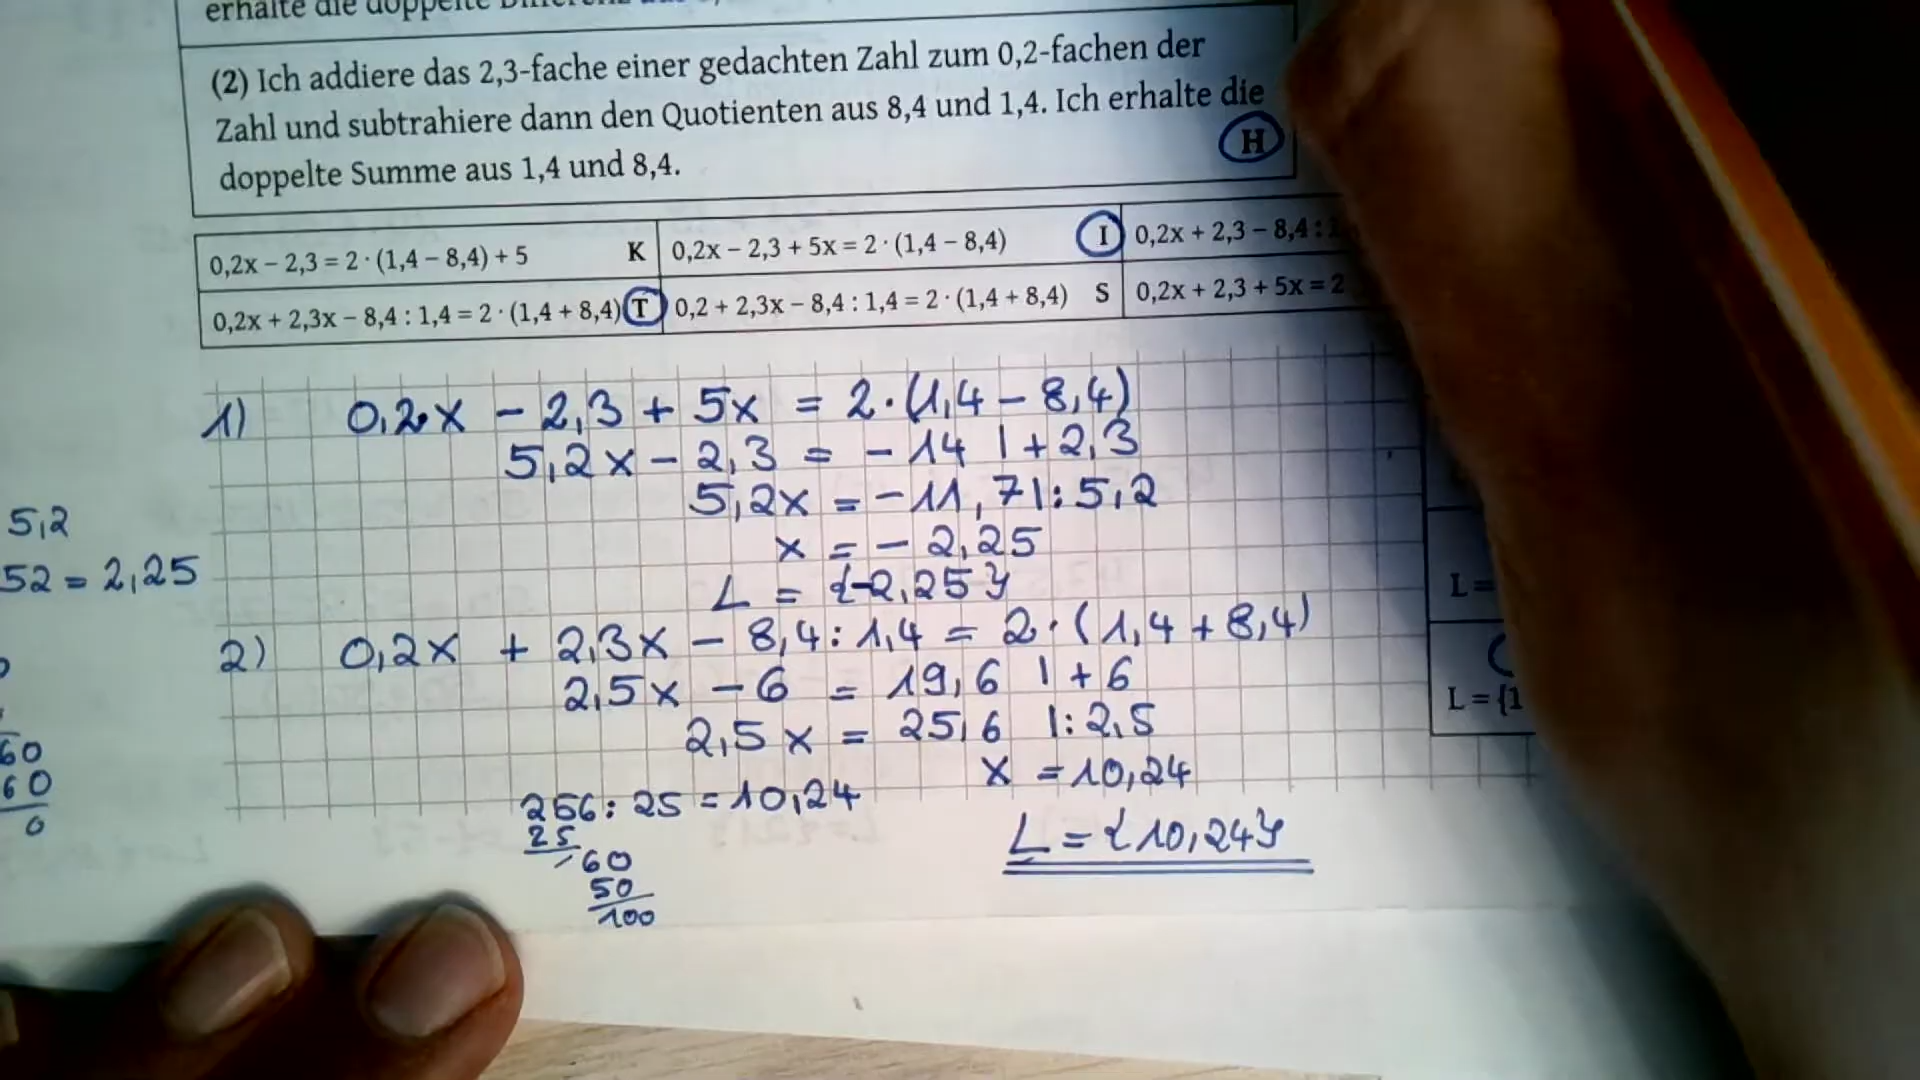 erhalte die doppelte
(2) Ich addiere das 2,3-fache einer gedachten Zahl zum 0,2-fachen der
Zahl und subtrahiere dann den Quotienten aus 8,4 und 1,4. Ich erhalte die
doppelte Summe aus 1,4 und 8,4. H
0,2x – 2,3 = 2 · (1,4 – 8,4) + 5 K 0,2x – 2,3 + 5x = 2 · (1,4 – 8,4) I 0,2x + 2,3 – 8,4 :
0,2x + 2,3x – 8,4 : 1,4 = 2 · (1,4 + 8,4) T 0,2 + 2,3x – 8,4 : 1,4 = 2 · (1,4 + 8,4) S 0,2x + 2,3 + 5x = 2
1) 0,2x – 2,3 + 5x = 2 · (1,4 – 8,4)
5,2x – 2,3 = – 14 | + 2,3
5,2x = – 11,7 | : 5,2
x = – 2,25
L = {-2,25}
2) 0,2x + 2,3x – 8,4 : 1,4 = 2 · (1,4 + 8,4)
2,5x – 6 = 19,6 | + 6
2,5x = 25,6 | : 2,5
x = 10,24
256 : 25 = 10,24
25
60
50
100
L = {10,24}
5,2
52 = 2,25
60
60
0
L =
L = {1